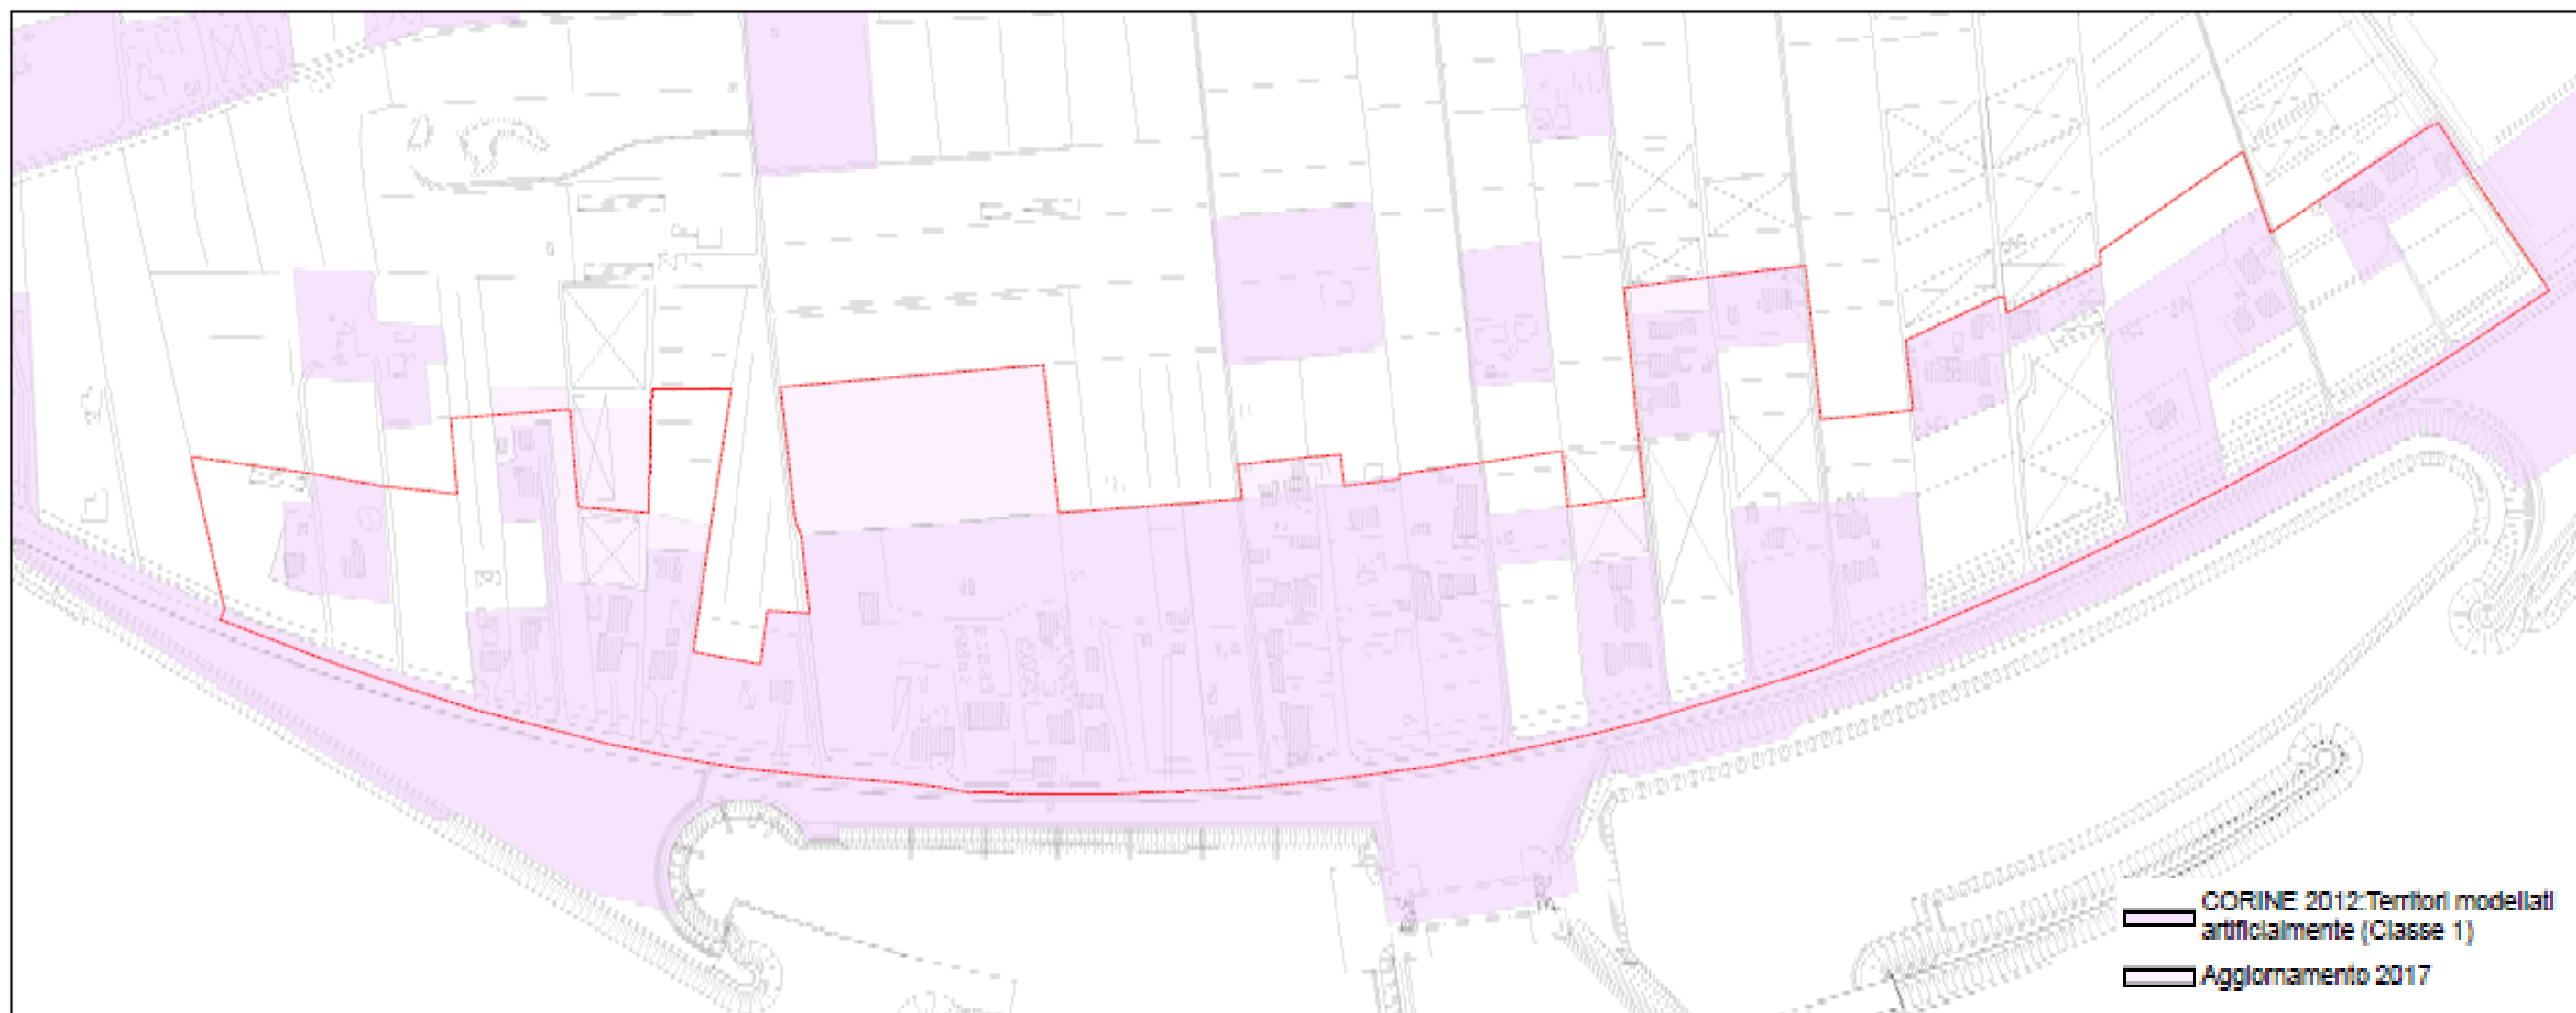 CORINE 2012:Territori modellati
artificialmente (Classe 1)
Aggiornamento 2017